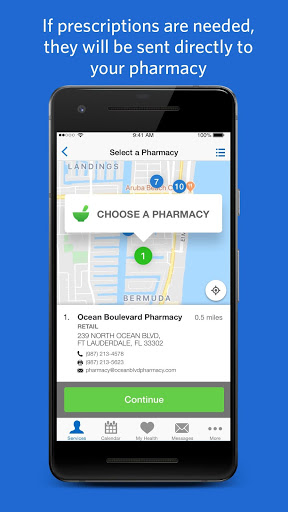 If prescriptions are needed,
they will be sent directly to
your pharmacy
9:41 AM
100%
Select a Pharmacy
LANDINGS
Aruba Beach C
7
10
CHOOSE A PHARMACY
1
BERMUDA
1. Ocean Boulevard Pharmacy 0.5 miles
RETAIL
239 NORTH OCEAN BLVD,
FT LAUDERDALE, FL 33302
(987) 213-4578
(987) 213-5623
pharmacy@oceanblvdpharmacy.com
Continue
Services Calendar My Health Messages More